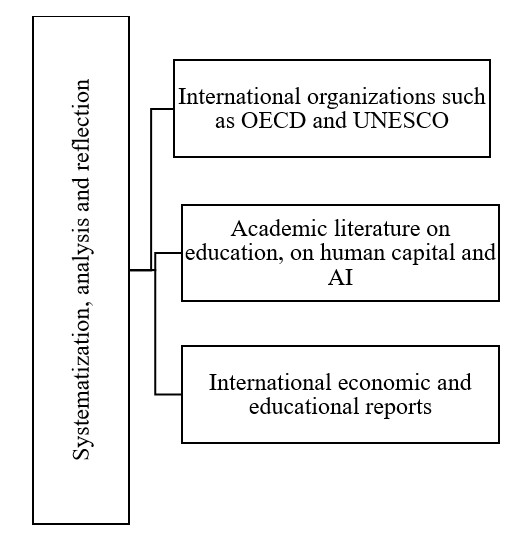 Systematization, analysis and reflection
International organizations such
as OECD and UNESCO
Academic literature on
education, on human capital and
AI
International economic and
educational reports